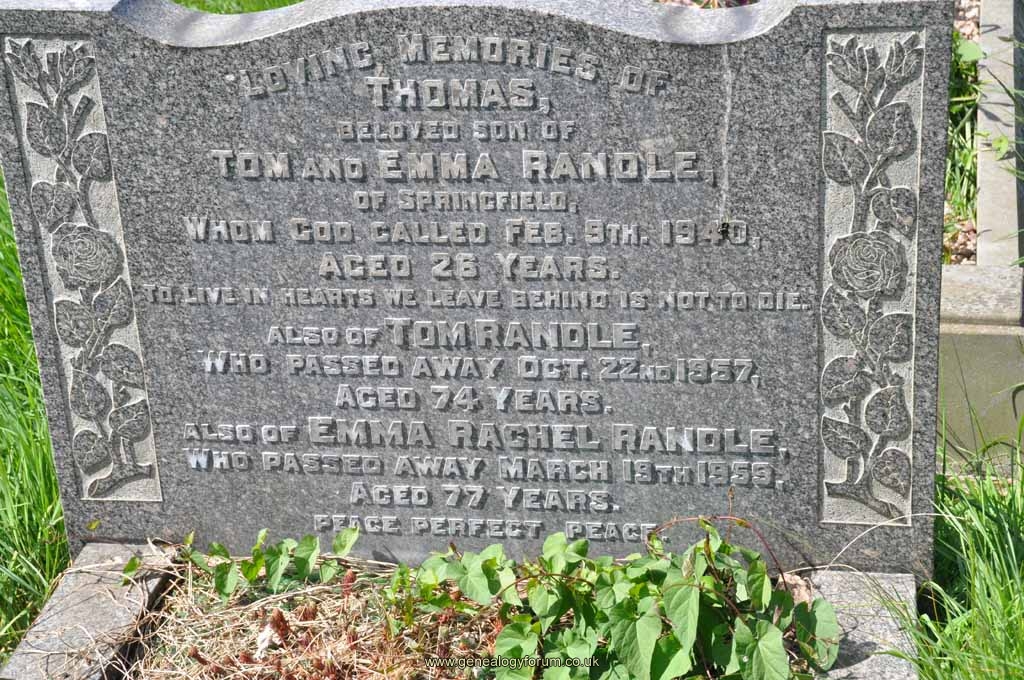 LOVING MEMORIES OF
THOMAS,
BELOVED SON OF
TOM AND EMMA RANDLE,
OF SPRINGFIELD,
WHOM GOD CALLED FEB. 9TH. 1940,
AGED 26 YEARS.
TO LIVE IN HEARTS WE LEAVE BEHIND IS NOT TO DIE.
ALSO OF TOM RANDLE,
WHO PASSED AWAY OCT. 22ND 1957,
AGED 74 YEARS.
ALSO OF EMMA RACHEL RANDLE,
WHO PASSED AWAY MARCH 19TH 1959,
AGED 77 YEARS.
PEACE PERFECT PEACE.
www.genealogyforum.co.uk